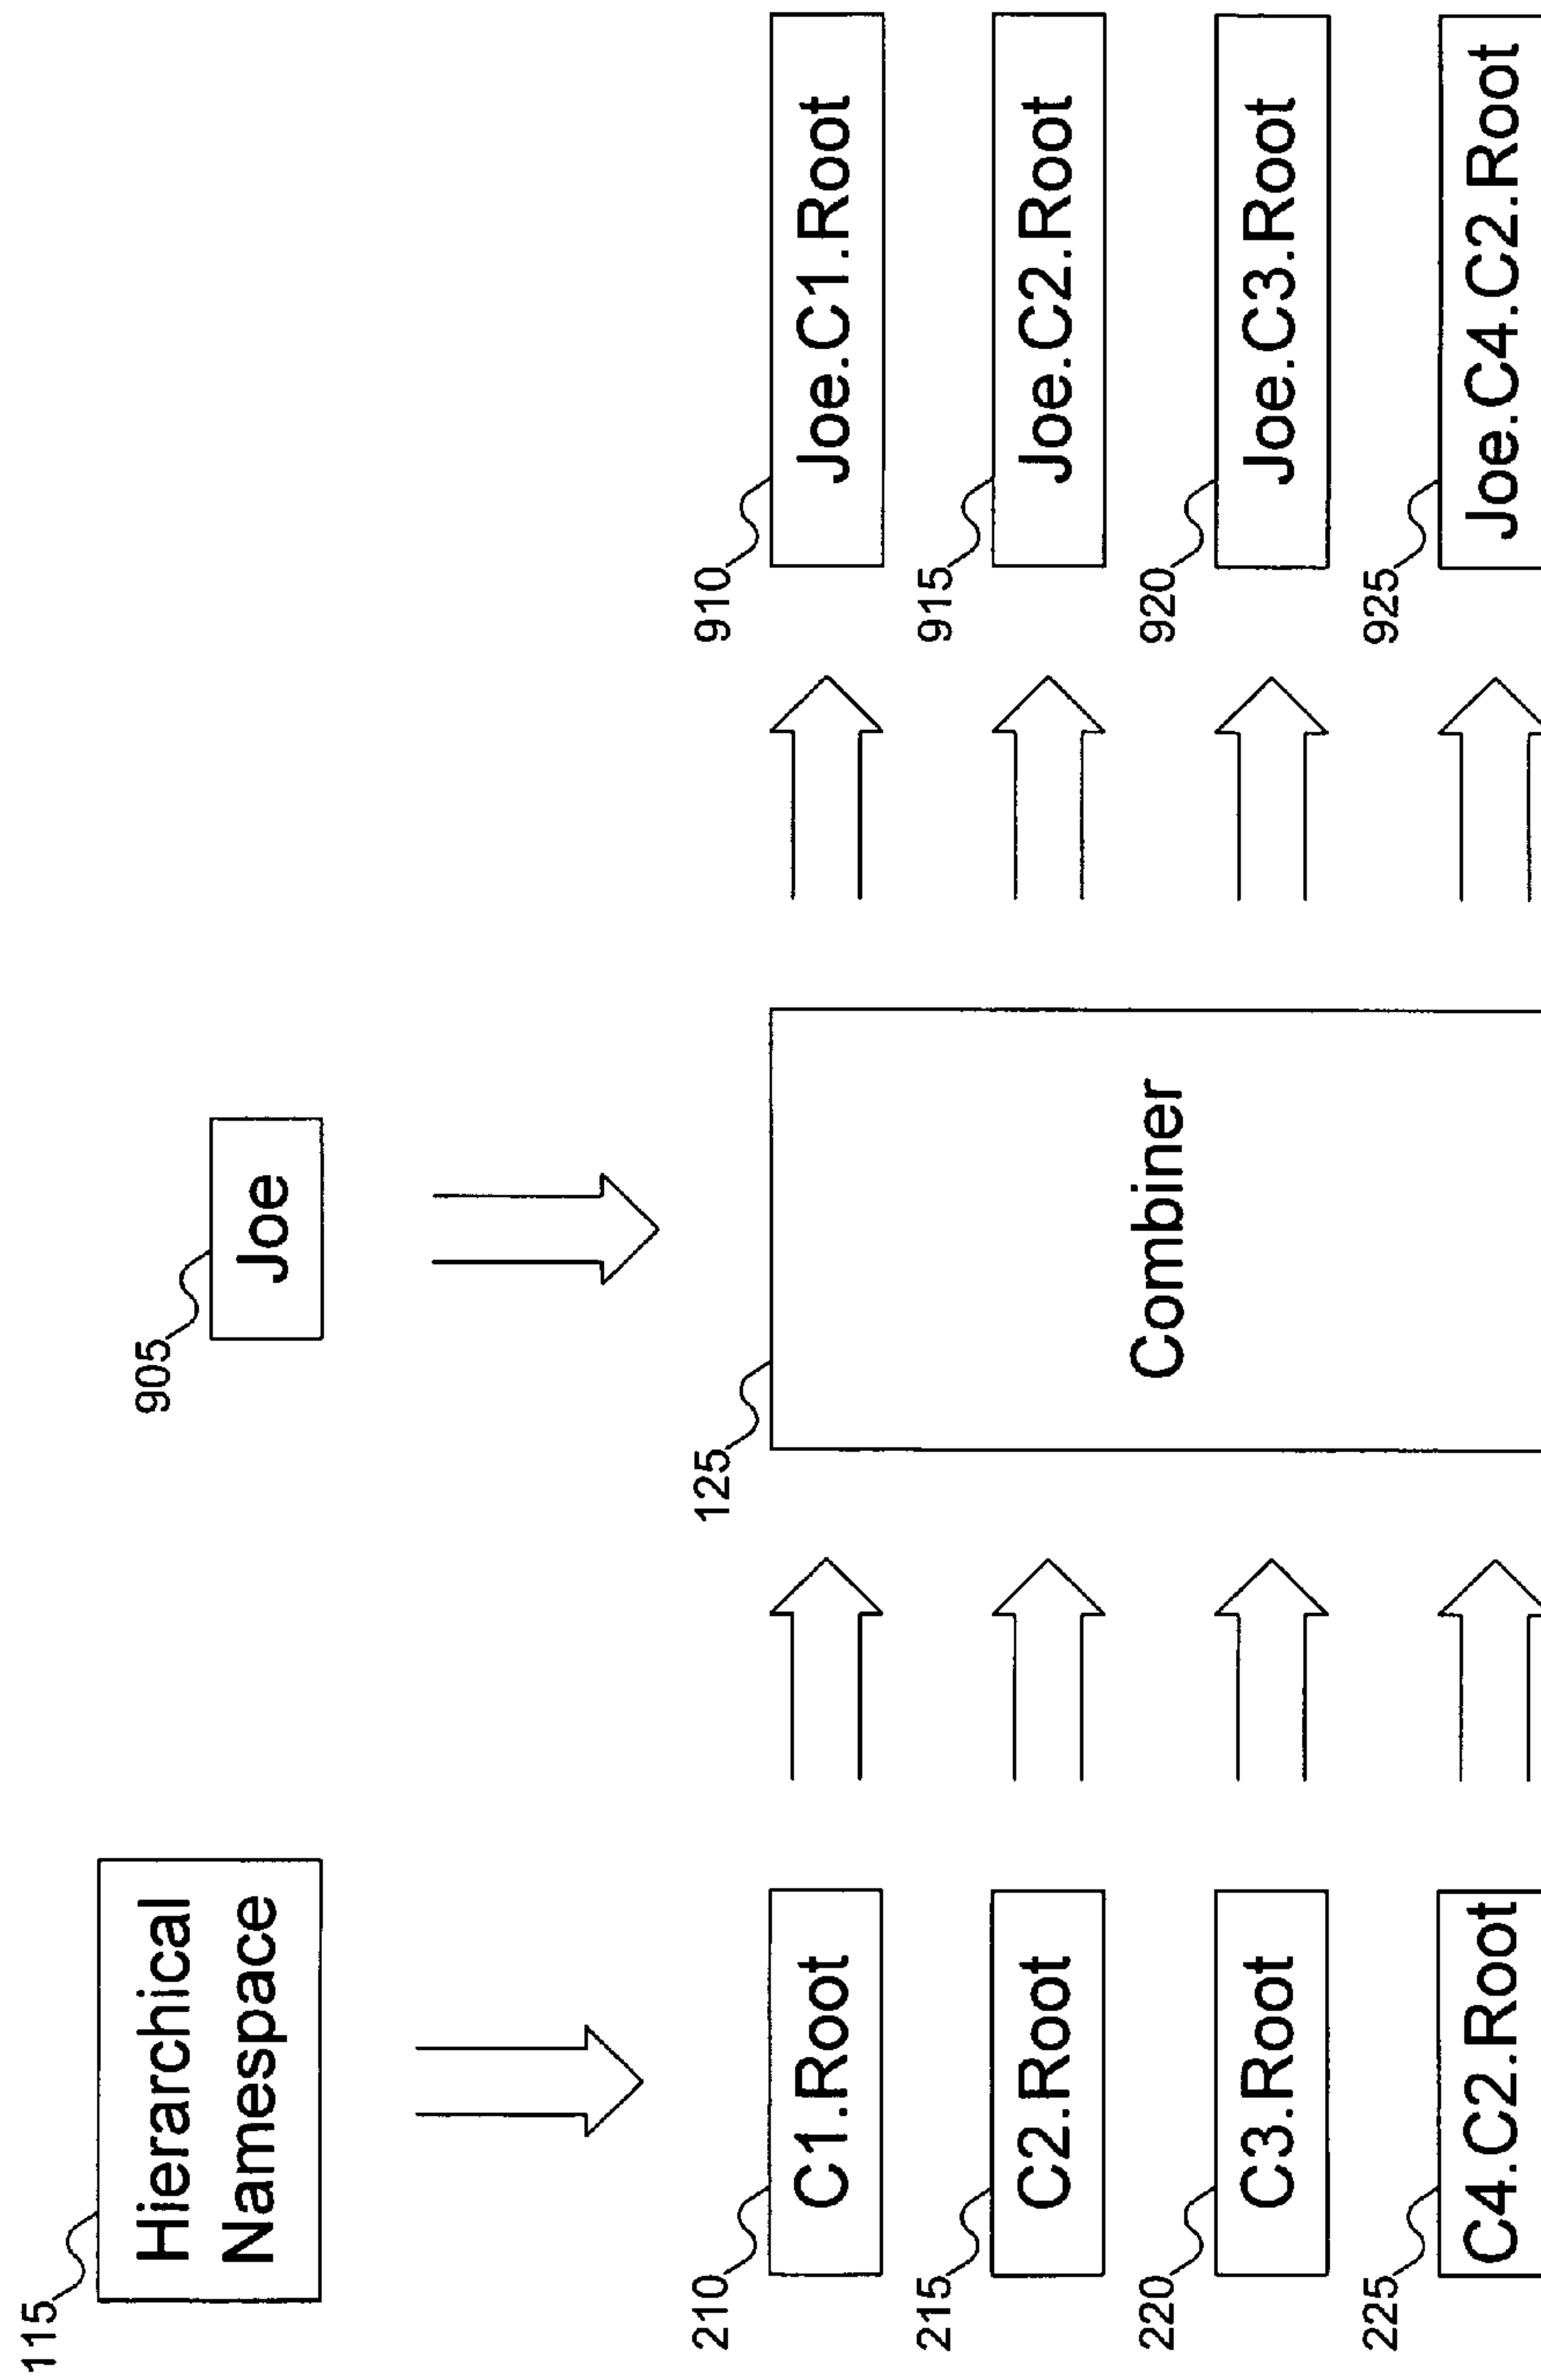 115
Hierarchical
Namespace
905
Joe
210
C1.Root
215
C2.Root
220
C3.Root
225
C4.C2.Root
125
Combiner
910
Joe.C1.Root
915
Joe.C2.Root
920
Joe.C3.Root
925
Joe.C4.C2.Root